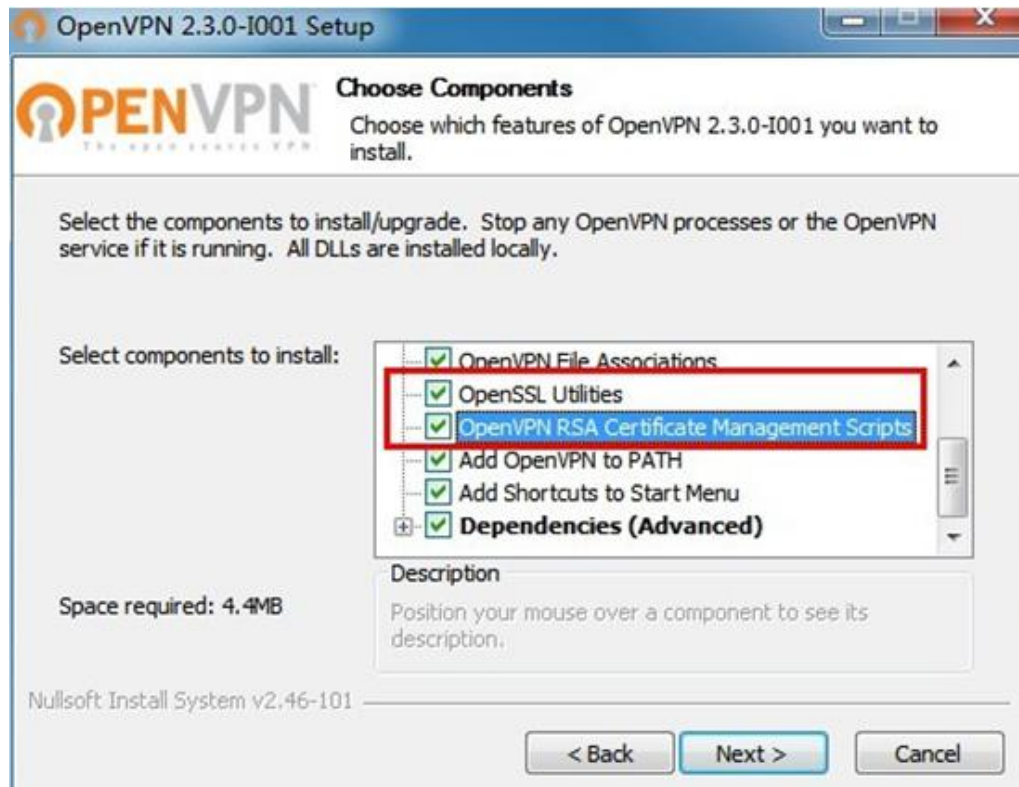 OpenVPN 2.3.0-I001 Setup
OPENVPN
The open source VPN
Choose Components
Choose which features of OpenVPN 2.3.0-I001 you want to
install.
Select the components to install/upgrade. Stop any OpenVPN processes or the OpenVPN
service if it is running. All DLLs are installed locally.
Select components to install:
OpenVPN File Associations
OpenSSL Utilities
OpenVPN RSA Certificate Management Scripts
Add OpenVPN to PATH
Add Shortcuts to Start Menu
Dependencies (Advanced)
Space required: 4.4MB
Description
Position your mouse over a component to see its
description.
Nullsoft Install System v2.46-101
< Back
Next >
Cancel